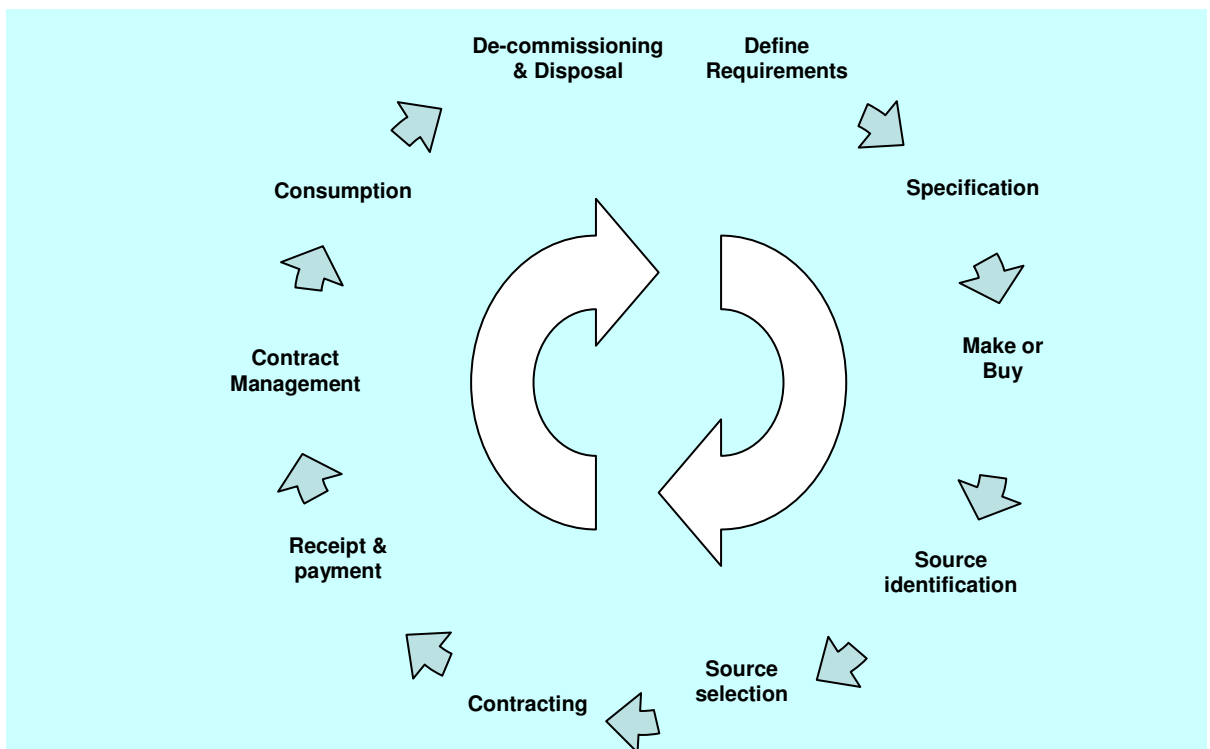 De-commissioning
& Disposal
Define
Requirements
Specification
Make or
Buy
Source
identification
Source
selection
Contracting
Receipt &
payment
Contract
Management
Consumption